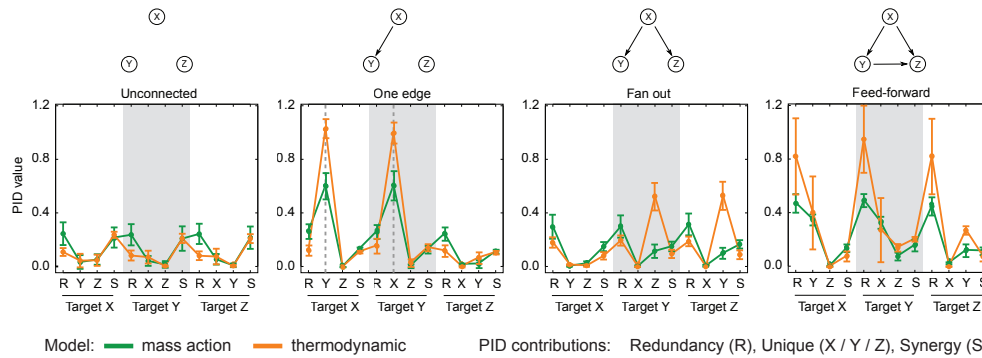 X
X
X
X
Y
Z
Y
Z
Y
Z
Y
Z
Unconnected
One edge
Fan out
Feed-forward
PID value
1.2
0.8
0.4
0.0
1.2
0.8
0.4
0.0
1.2
0.8
0.4
0.0
1.2
0.8
0.4
0.0
R Y Z S R X Z S R X Y S
R Y Z S R X Z S R X Y S
R Y Z S R X Z S R X Y S
R Y Z S R X Z S R X Y S
Target X Target Y Target Z
Target X Target Y Target Z
Target X Target Y Target Z
Target X Target Y Target Z
Model: mass action thermodynamic PID contributions: Redundancy (R), Unique (X / Y / Z), Synergy (S